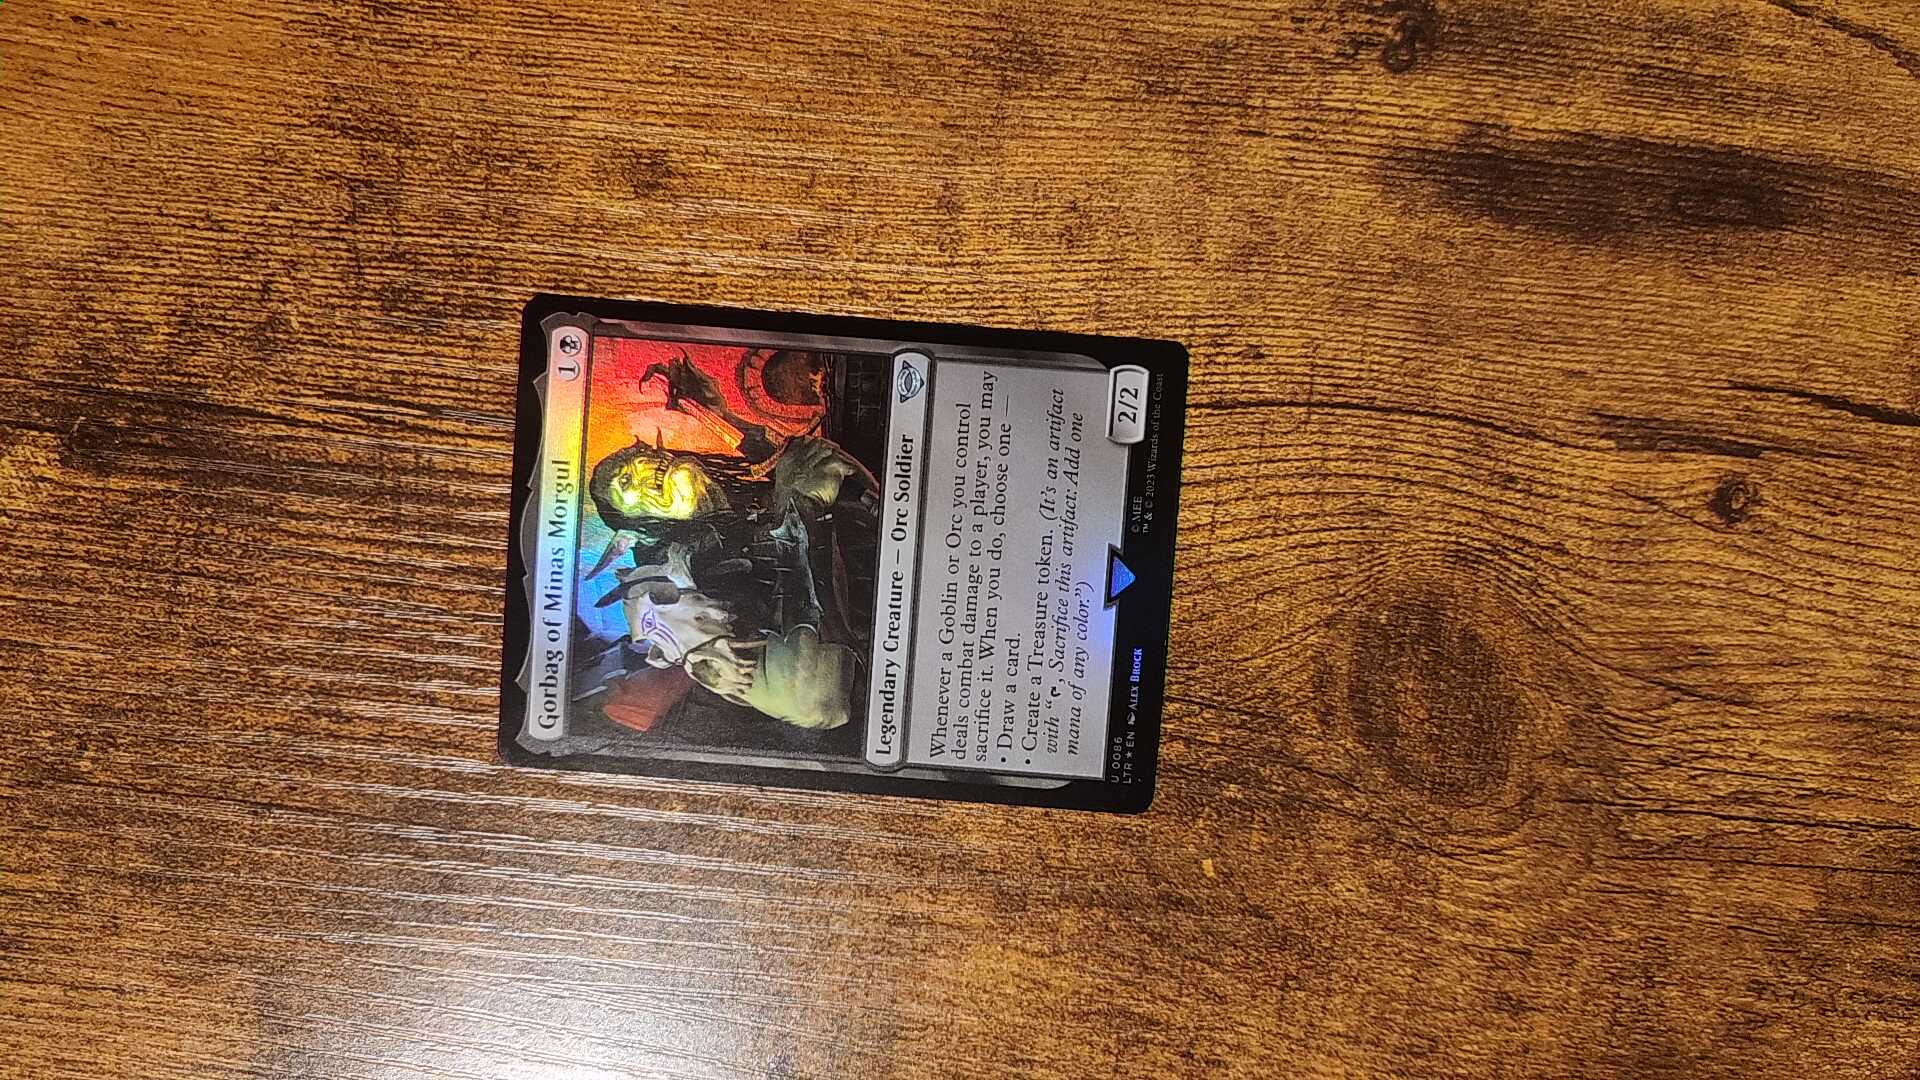 Gorbag of Minas Morgul 1
Legendary Creature — Orc Soldier
Whenever a Goblin or Orc you control
deals combat damage to a player, you may
sacrifice it. When you do, choose one —
• Draw a card.
• Create a Treasure token. (It's an artifact
with “, Sacrifice this artifact: Add one
mana of any color.”)
2/2
U 0086
LTR ★ EN ALEX BROCK
© MEE
™ & © 2023 Wizards of the Coast